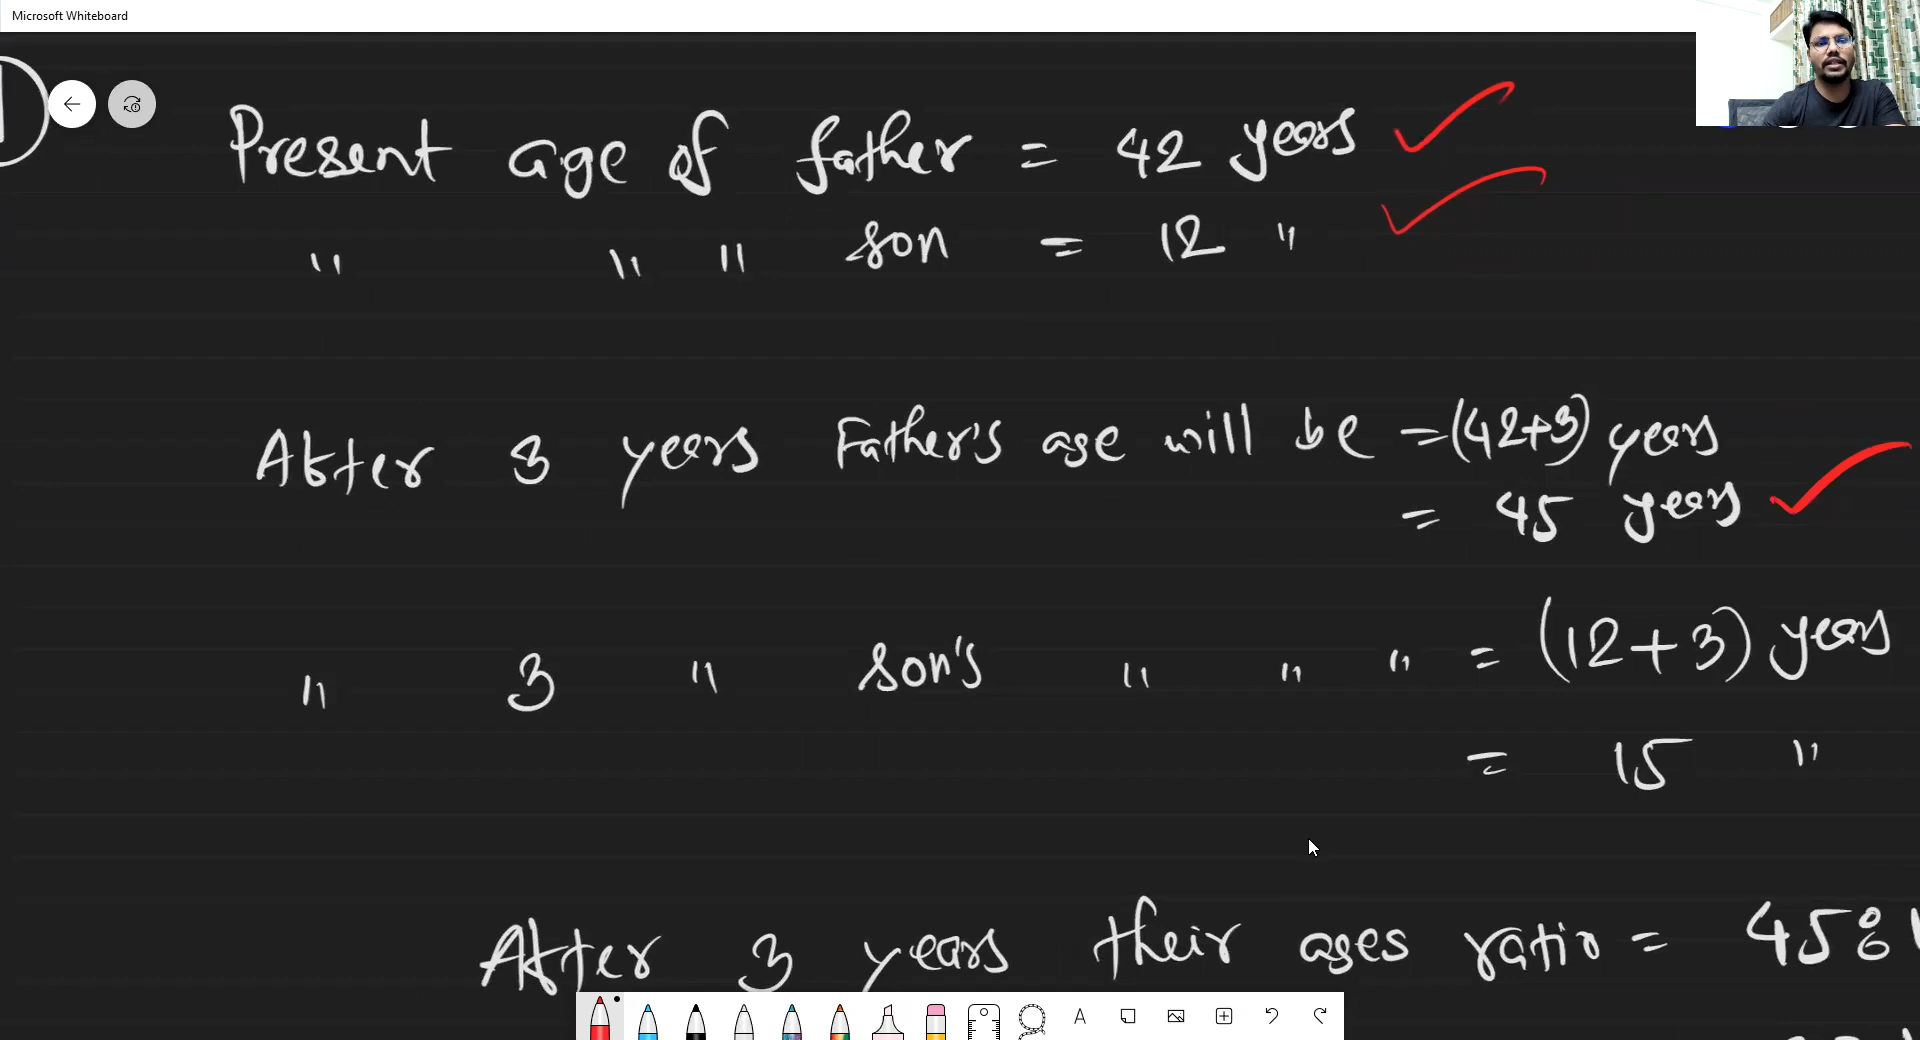 Microsoft Whiteboard
Present age of father = 42 years
" " " son = 12 "
After 3 years Father's age will be = (42+3) years
= 45 years
" 3 " son's " " " = (12+3) years
= 15 "
After 3 years their ages ratio = 45:
A